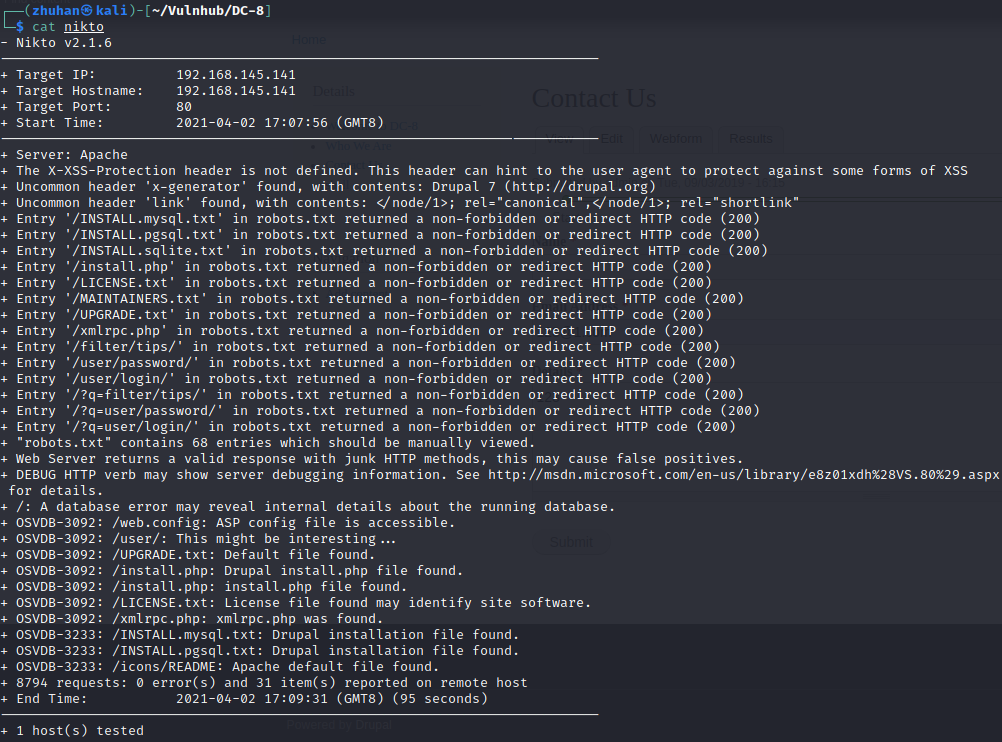 (zhuhan㉿kali)-[~/Vulnhub/DC-8]
$ cat nikto
- Nikto v2.1.6
+ Target IP:          192.168.145.141
+ Target Hostname:    192.168.145.141
+ Target Port:        80
+ Start Time:         2021-04-02 17:07:56 (GMT8)
+ Server: Apache
+ The X-XSS-Protection header is not defined. This header can hint to the user agent to protect against some forms of XSS
+ Uncommon header 'x-generator' found, with contents: Drupal 7 (http://drupal.org)
+ Uncommon header 'link' found, with contents: </node/1>; rel="canonical",</node/1>; rel="shortlink"
+ Entry '/INSTALL.mysql.txt' in robots.txt returned a non-forbidden or redirect HTTP code (200)
+ Entry '/INSTALL.pgsql.txt' in robots.txt returned a non-forbidden or redirect HTTP code (200)
+ Entry '/INSTALL.sqlite.txt' in robots.txt returned a non-forbidden or redirect HTTP code (200)
+ Entry '/install.php' in robots.txt returned a non-forbidden or redirect HTTP code (200)
+ Entry '/LICENSE.txt' in robots.txt returned a non-forbidden or redirect HTTP code (200)
+ Entry '/MAINTAINERS.txt' in robots.txt returned a non-forbidden or redirect HTTP code (200)
+ Entry '/UPGRADE.txt' in robots.txt returned a non-forbidden or redirect HTTP code (200)
+ Entry '/xmlrpc.php' in robots.txt returned a non-forbidden or redirect HTTP code (200)
+ Entry '/filter/tips/' in robots.txt returned a non-forbidden or redirect HTTP code (200)
+ Entry '/user/password/' in robots.txt returned a non-forbidden or redirect HTTP code (200)
+ Entry '/user/login/' in robots.txt returned a non-forbidden or redirect HTTP code (200)
+ Entry '/?q=filter/tips/' in robots.txt returned a non-forbidden or redirect HTTP code (200)
+ Entry '/?q=user/password/' in robots.txt returned a non-forbidden or redirect HTTP code (200)
+ Entry '/?q=user/login/' in robots.txt returned a non-forbidden or redirect HTTP code (200)
+ "robots.txt" contains 68 entries which should be manually viewed.
+ Web Server returns a valid response with junk HTTP methods, this may cause false positives.
+ DEBUG HTTP verb may show server debugging information. See http://msdn.microsoft.com/en-us/library/e8z01xdh%28VS.80%29.aspx
for details.
+ /: A database error may reveal internal details about the running database.
+ OSVDB-3092: /web.config: ASP config file is accessible.
+ OSVDB-3092: /user/: This might be interesting...
+ OSVDB-3092: /UPGRADE.txt: Default file found.
+ OSVDB-3092: /install.php: Drupal install.php file found.
+ OSVDB-3092: /install.php: install.php file found.
+ OSVDB-3092: /LICENSE.txt: License file found may identify site software.
+ OSVDB-3092: /xmlrpc.php: xmlrpc.php was found.
+ OSVDB-3233: /INSTALL.mysql.txt: Drupal installation file found.
+ OSVDB-3233: /INSTALL.pgsql.txt: Drupal installation file found.
+ OSVDB-3233: /icons/README: Apache default file found.
+ 8794 requests: 0 error(s) and 31 item(s) reported on remote host
+ End Time:           2021-04-02 17:09:31 (GMT8) (95 seconds)
+ 1 host(s) tested
Home
Details
Who We Are
Contact Us
View
Edit
Webform
Results
Submit
Powered by Drupal